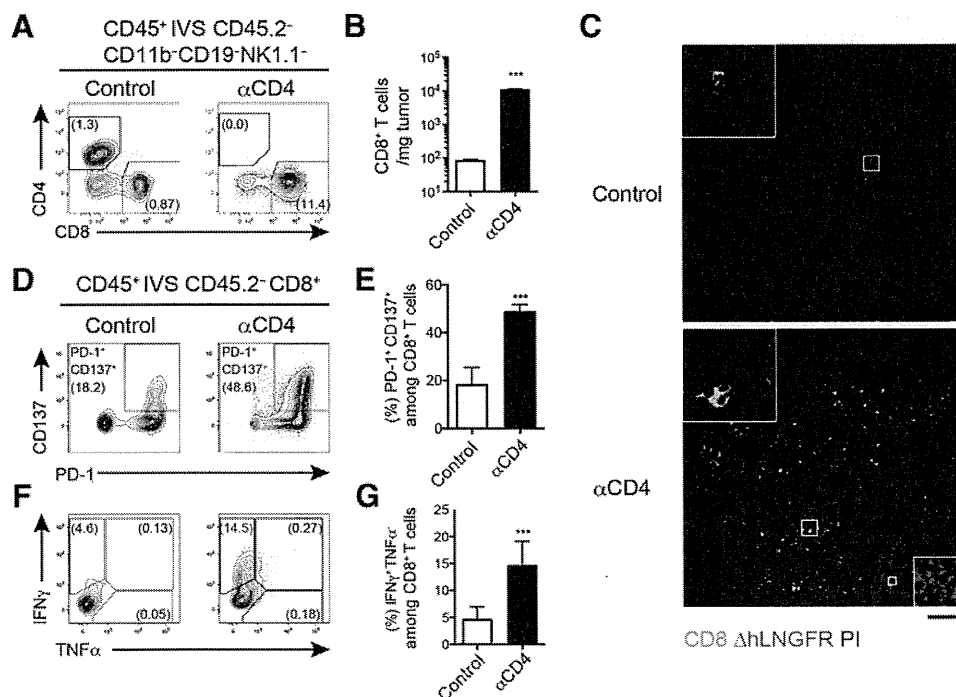 A
CD45⁺ IVS CD45.2⁻
CD11b⁻CD19⁻NK1.1⁻
Control
αCD4
(1.3)
(0.87)
(0.0)
(11.4)
CD4
CD8
B
CD8⁺ T cells
/mg tumor
10⁵
10⁴
10³
10²
10¹
***
Control
αCD4
C
Control
αCD4
CD8 ΔhLNGFR PI
D
CD45⁺ IVS CD45.2⁻CD8⁺
Control
αCD4
PD-1⁺
CD137⁺
(18.2)
PD-1⁺
CD137⁺
(48.6)
CD137
PD-1
E
(%) PD-1⁺ CD137⁺
among CD8⁺ T cells
60
40
20
0
***
Control
αCD4
F
(4.6)
(0.13)
(0.05)
(14.5)
(0.27)
(0.18)
IFNγ
TNFα
G
(%) IFNγ⁺TNFα⁻
among CD8⁺ T cells
25
20
15
10
5
0
***
Control
αCD4